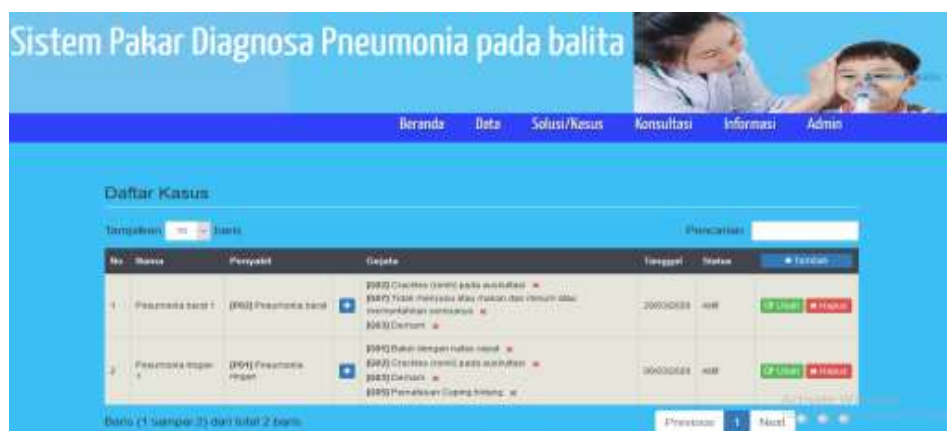 Sistem Pakar Diagnosa Pneumonia pada balita
Beranda Data Solusi/Kasus Konsultasi Informasi Admin
Daftar Kasus
Tampilkan 10 baris Pencarian
No Nama Penyakit Gejala Tanggal Status Tambah
[G02] Crackles (ronki) pada auskultasi
1 Pneumonia berat 1 [P02] Pneumonia berat [G07] Tidak menyusu atau makan dan minum atau
memuntahkan semuanya
[G03] Demam
aktif Ubah Hapus
Batuk dengan nafas cepat
2 Pneumonia ringan 1 [P01] Pneumonia ringan [G02] Crackles (ronki) pada auskultasi
[G03] Demam
aktif Ubah Hapus
[G05] Pernafasan Cuping hidung
Baris (1 sampai 2) dari total 2 baris
Previous 1 Next